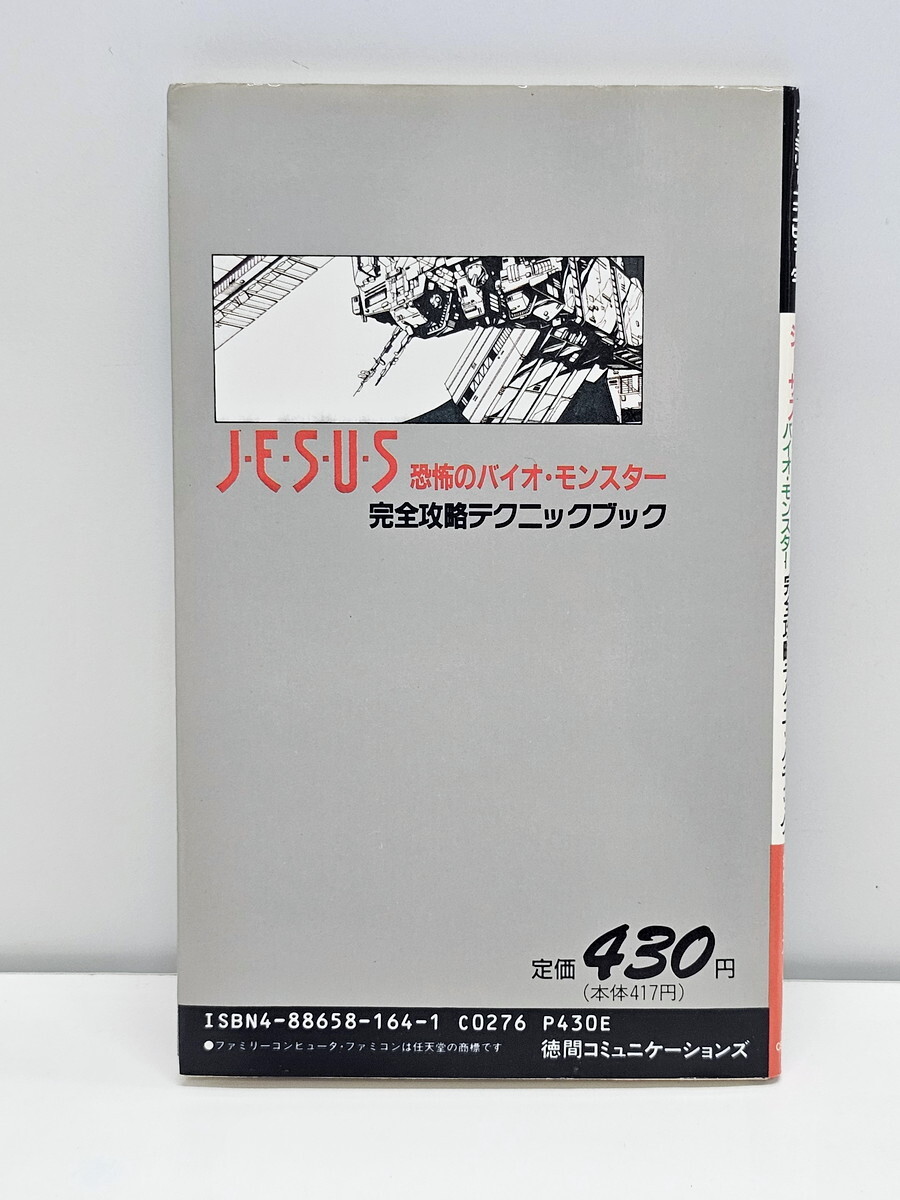 J・E・S・U・S 恐怖のバイオ・モンスター
完全攻略テクニックブック
定価430円
(本体417円)
ISBN4-88658-164-1 C0276 P430E
●ファミリーコンピュータ・ファミコンは任天堂の商標です 徳間コミュニケーションズ
バイオ・モンスター